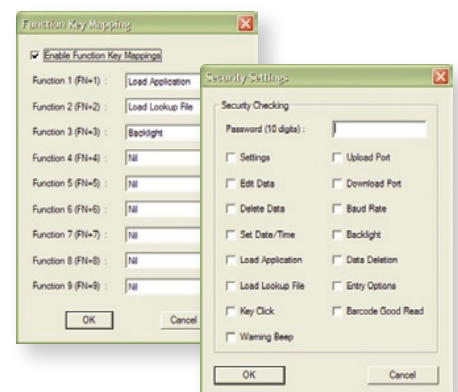 Function Key Mapping
Enable Function Key Mappings
Function 1 (FN+1) : Load Application
Function 2 (FN+2) : Load Lookup File
Function 3 (FN+3) : Backlight
Function 4 (FN+4) : Nil
Function 5 (FN+5) : Nil
Function 6 (FN+6) : Nil
Function 7 (FN+7) : Nil
Function 8 (FN+8) : Nil
Function 9 (FN+9) : Nil
OK Cancel
Security Settings
Security Checking
Password (10 digits) :
Settings Upload Port
Edit Data Download Port
Delete Data Baud Rate
Set Date/Time Backlight
Load Application Data Deletion
Load Lookup File Entry Options
Key Click Barcode Good Read
Warning Beep
OK Cancel